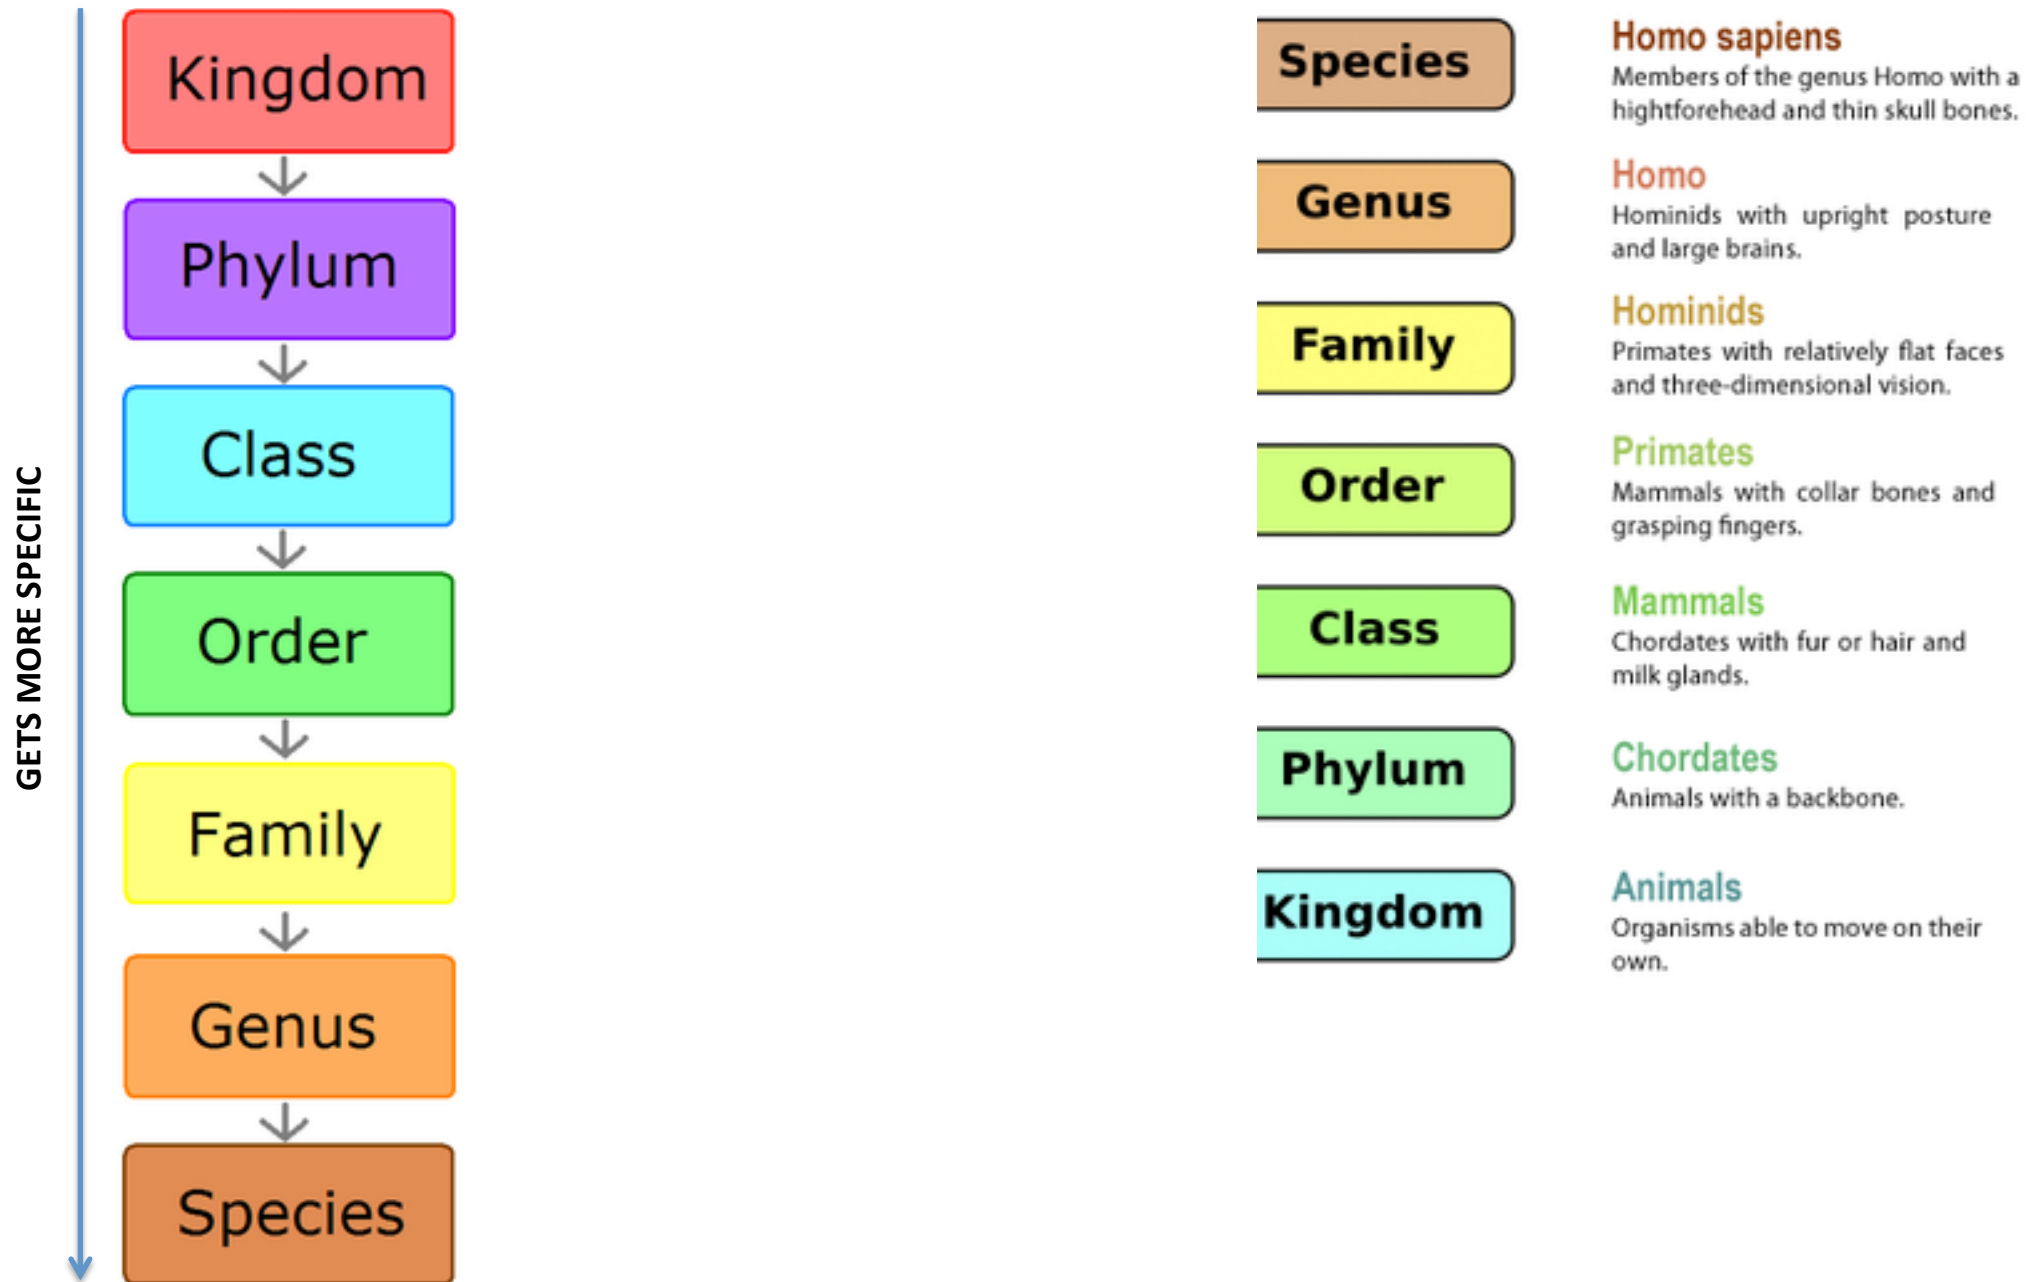 GETS MORE SPECIFIC
Kingdom
Phylum
Class
Order
Family
Genus
Species
Species
Homo sapiens
Members of the genus Homo with a
hightforehead and thin skull bones.
Genus
Homo
Hominids with upright posture
and large brains.
Family
Hominids
Primates with relatively flat faces
and three-dimensional vision.
Order
Primates
Mammals with collar bones and
grasping fingers.
Class
Mammals
Chordates with fur or hair and
milk glands.
Phylum
Chordates
Animals with a backbone.
Kingdom
Animals
Organisms able to move on their
own.